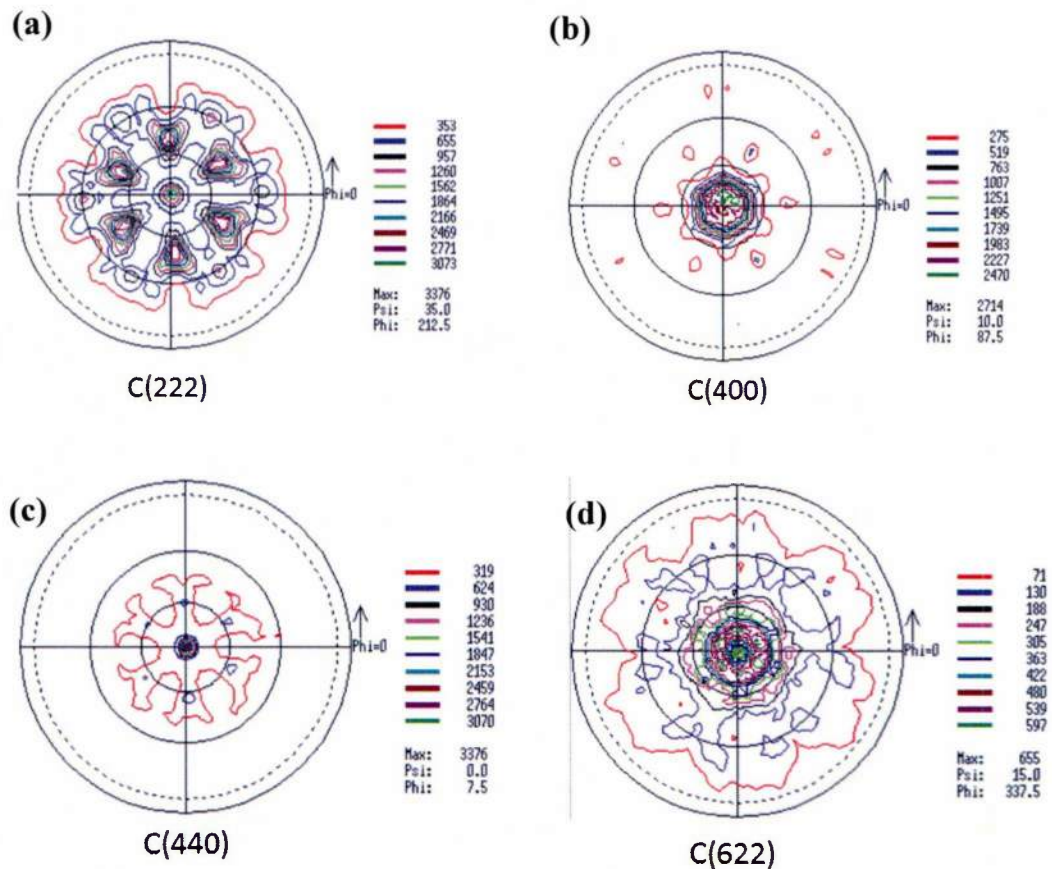 (a)
353
655
957
1260
1562
1864
2166
2469
2771
3073
Max: 3376
Psi: 35.0
Phi: 212.5
Phi=0
C(222)
(b)
275
519
763
1007
1251
1495
1739
1983
2227
2470
Max: 2714
Psi: 10.0
Phi: 87.5
Phi=0
C(400)
(c)
319
624
930
1236
1541
1847
2153
2459
2764
3070
Max: 3376
Psi: 0.0
Phi: 7.5
Phi=0
C(440)
(d)
71
130
188
247
305
363
422
480
539
597
Max: 655
Psi: 15.0
Phi: 337.5
Phi=0
C(622)